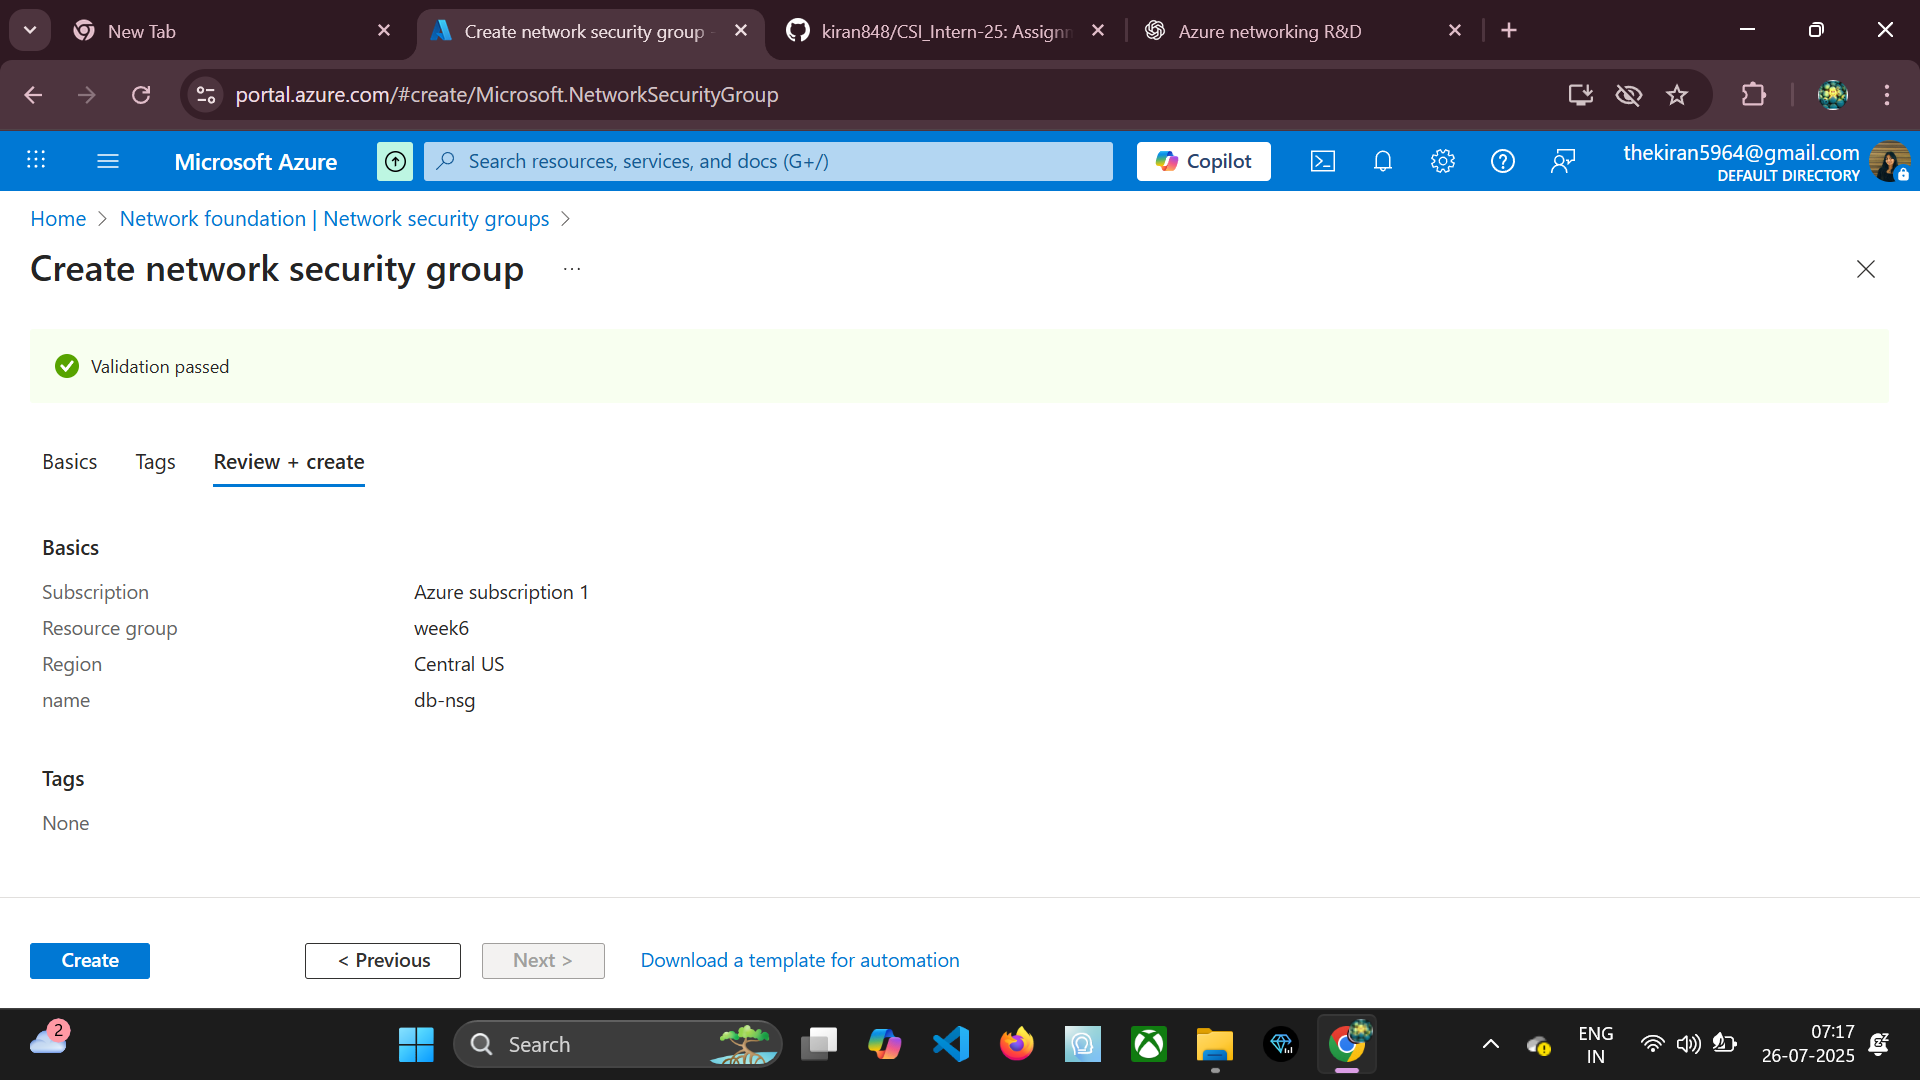 New Tab
Create network security group -
kiran848/CSI_Intern-25: Assignm
Azure networking R&D
portal.azure.com/#create/Microsoft.NetworkSecurityGroup
Microsoft Azure
Search resources, services, and docs (G+/)
Copilot
thekiran5964@gmail.com
DEFAULT DIRECTORY
Home > Network foundation | Network security groups >
Create network security group ...
Validation passed
Basics Tags Review + create
Basics
Subscription Azure subscription 1
Resource group week6
Region Central US
name db-nsg
Tags
None
Create < Previous Next > Download a template for automation
2
Search
ENG
IN
07:17
26-07-2025